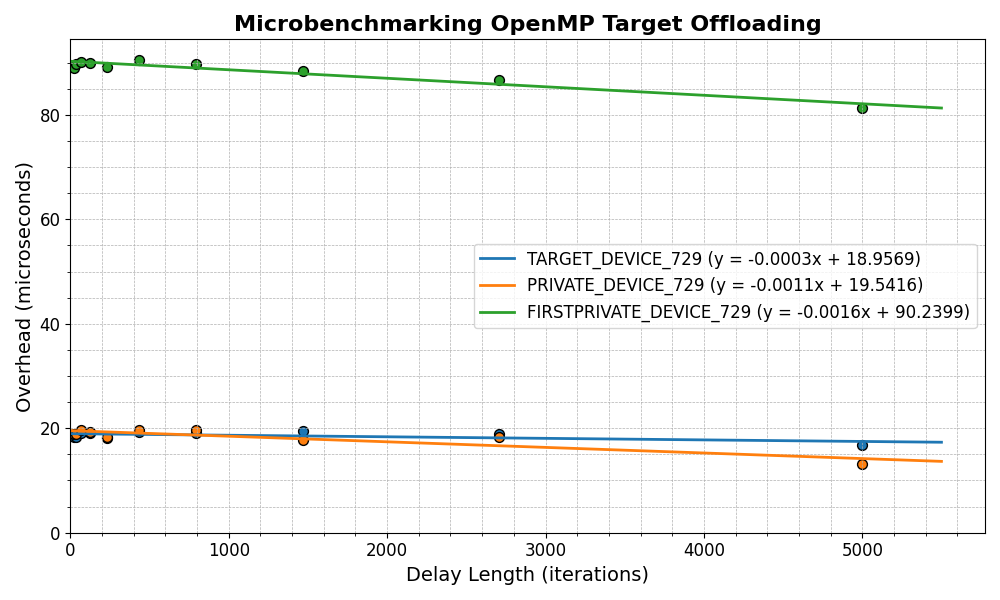 Microbenchmarking OpenMP Target Offloading
Overhead (microseconds)
80
60
40
20
0
TARGET_DEVICE_729 (y = -0.0003x + 18.9569)
PRIVATE_DEVICE_729 (y = -0.0011x + 19.5416)
FIRSTPRIVATE_DEVICE_729 (y = -0.0016x + 90.2399)
0 1000 2000 3000 4000 5000
Delay Length (iterations)